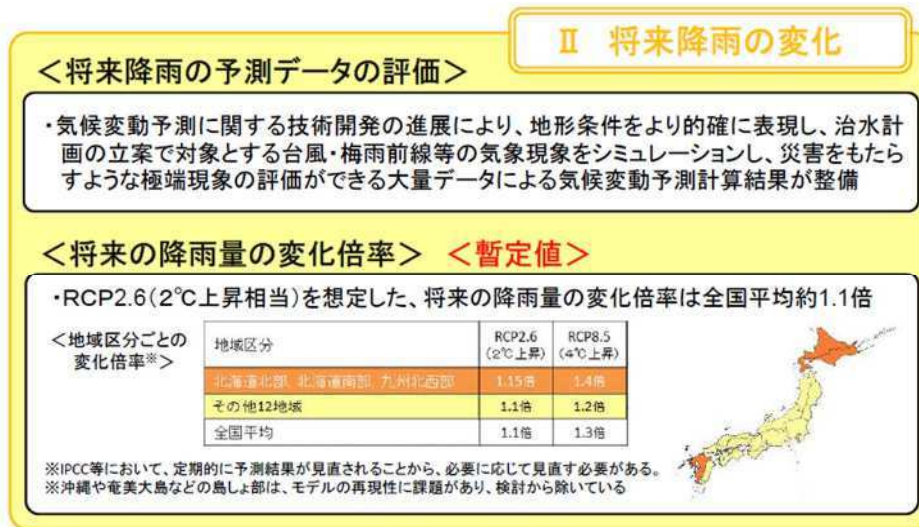 Ⅱ 将来降雨の変化
＜将来降雨の予測データの評価＞
・気候変動予測に関する技術開発の進展により、地形条件をより的確に表現し、治水計
画の立案で対象とする台風・梅雨前線等の気象現象をシミュレーションし、災害をもたら
すような極端現象の評価ができる大量データによる気候変動予測計算結果が整備
＜将来の降雨量の変化倍率＞ ＜暫定値＞
・RCP2.6(2℃上昇相当)を想定した、将来の降雨量の変化倍率は全国平均約1.1倍
＜地域区分ごとの
変化倍率※＞
地域区分 RCP2.6 RCP8.5
(2℃上昇) (4℃上昇)
北海道北部, 北海道南部, 九州北西部 1.15倍 1.4倍
その他12地域 1.1倍 1.2倍
全国平均 1.1倍 1.3倍
※IPCC等において、定期的に予測結果が見直されることから、必要に応じて見直す必要がある。
※沖縄や奄美大島などの島しょ部は、モデルの再現性に課題があり、検討から除いている